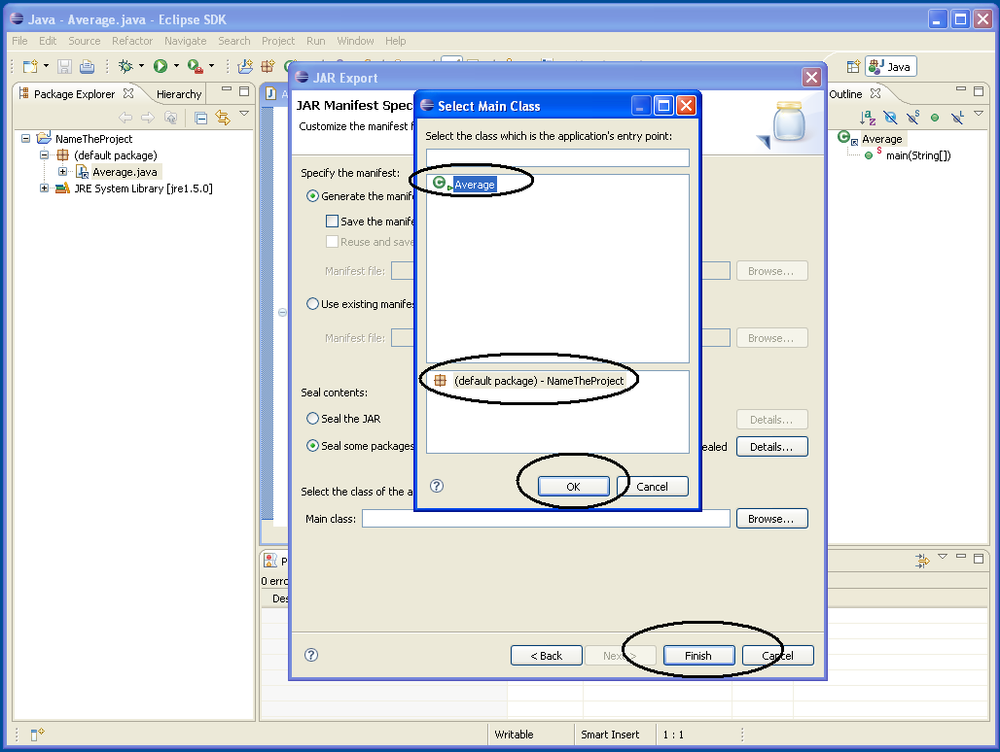 Java - Average.java - Eclipse SDK
File Edit Source Refactor Navigate Search Project Run Window Help
Java
Package Explorer
Hierarchy
NameTheProject
(default package)
Average.java
JRE System Library [jre1.5.0]
JAR Export
JAR Manifest Spec
Customize the manifest f
Specify the manifest:
Generate the manife
Save the manife
Reuse and save
Manifest file:
Browse...
Use existing manifes
Manifest file:
Browse...
Seal contents:
Seal the JAR
Details...
Seal some packages
ealed
Details...
Select the class of the a
Main class:
Browse...
< Back
Next >
Finish
Cancel
Select Main Class
Select the class which is the application's entry point:
Average
(default package) - NameTheProject
OK
Cancel
Outline
Average
main(String[])
P
0 erro
Des
Writable
Smart Insert
1 : 1